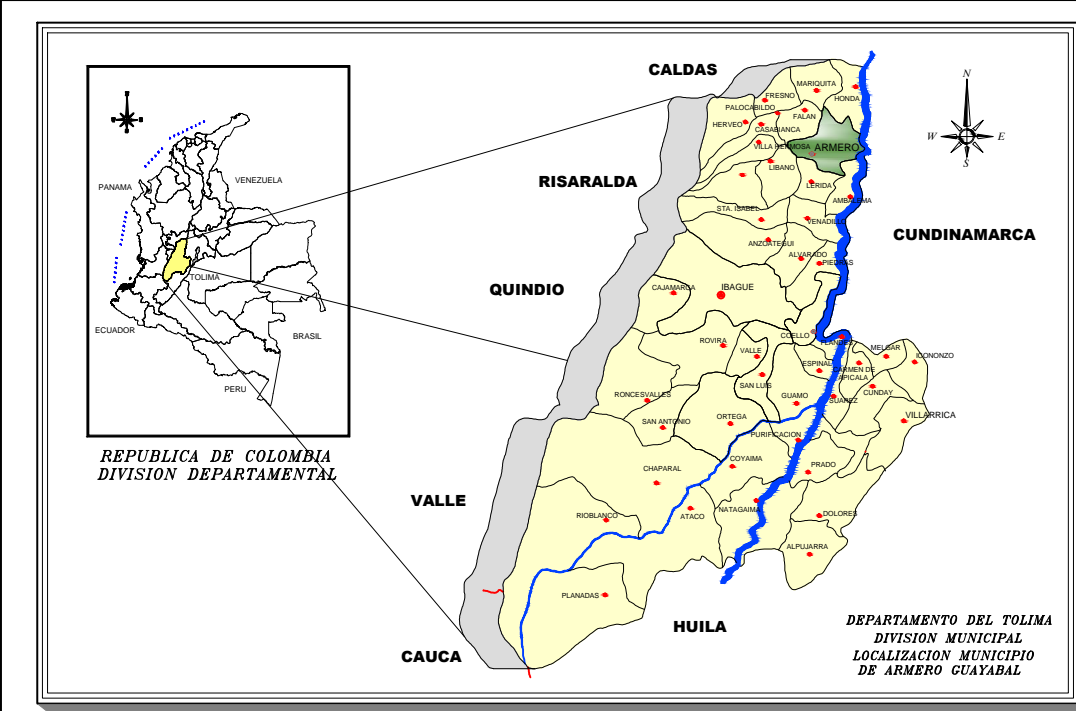 CALDAS
MARIQUITA
HONDA
FRESNO
PALOCABILDO
FALAN
HERVEO
CASABIANCA
VILLA HERMOSA
ARMERO
LIBANO
LERIDA
AMBALEMA
STA. ISABEL
VENADILLO
ANZOATEGUI
ALVARADO
PIEDRAS
CAJAMARCA
IBAGUE
COELLO
FLANDES
ROVIRA
VALLE
MELGAR
ICONONZO
ESPINAL
CARMEN DE
APICALA
SAN LUIS
CUNDAY
RONCESVALLES
GUAMO
SUAREZ
VILLARRICA
SAN ANTONIO
ORTEGA
PURIFICACION
COYAIMA
PRADO
CHAPARAL
NATAGAIMA
RIOBLANCO
ATACO
DOLORES
ALPUJARRA
PLANADAS
RISARALDA
QUINDIO
VALLE
CAUCA
HUILA
CUNDINAMARCA
N
W
E
S
PANAMA
VENEZUELA
TOLIMA
ECUADOR
BRASIL
PERU
REPUBLICA DE COLOMBIA
DIVISION DEPARTAMENTAL
DEPARTAMENTO DEL TOLIMA
DIVISION MUNICIPAL
LOCALIZACION MUNICIPIO
DE ARMERO GUAYABAL